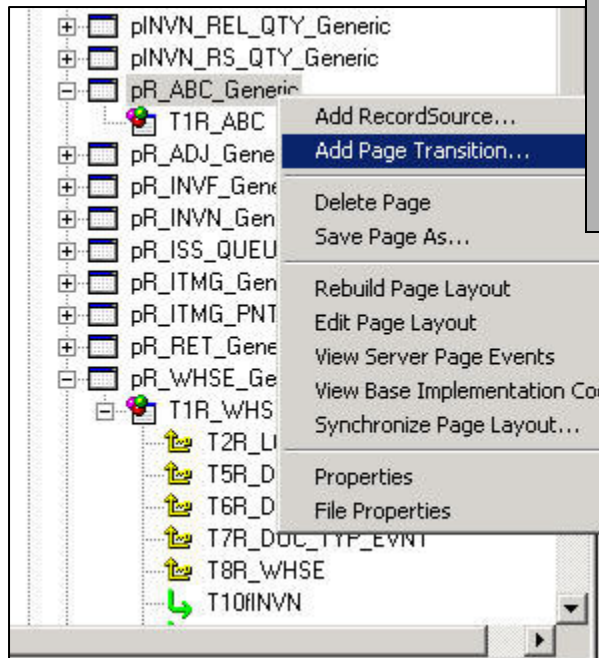 pINVN_REL_QTY_Generic
pINVN_RS_QTY_Generic
pR_ABC_Generic
T1R_ABC
pR_ADJ_Gene
pR_INVF_Gene
pR_INVN_Gen
pR_ISS_QUEU
pR_ITMG_Gen
pR_ITMG_PNT
pR_RET_Gene
pR_WHSE_Ge
T1R_WHS
T2R_L
T5R_D
T6R_D
T7R_DOC_TYP_EVNT
T8R_WHSE
T10fINVN
Add RecordSource...
Add Page Transition...
Delete Page
Save Page As...
Rebuild Page Layout
Edit Page Layout
View Server Page Events
View Base Implementation Co
Synchronize Page Layout...
Properties
File Properties